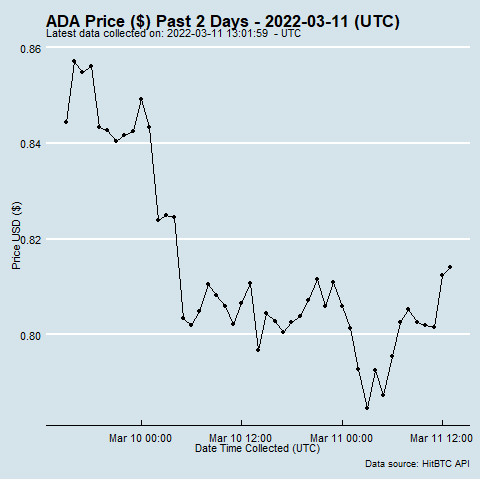 ADA Price ($) Past 2 Days - 2022-03-11 (UTC)
Latest data collected on: 2022-03-11 13:01:59 - UTC
0.86
0.84
0.82
0.80
Price USD ($)
Mar 10 00:00 Mar 10 12:00 Mar 11 00:00 Mar 11 12:00
Date Time Collected (UTC)
Data source: HitBTC API